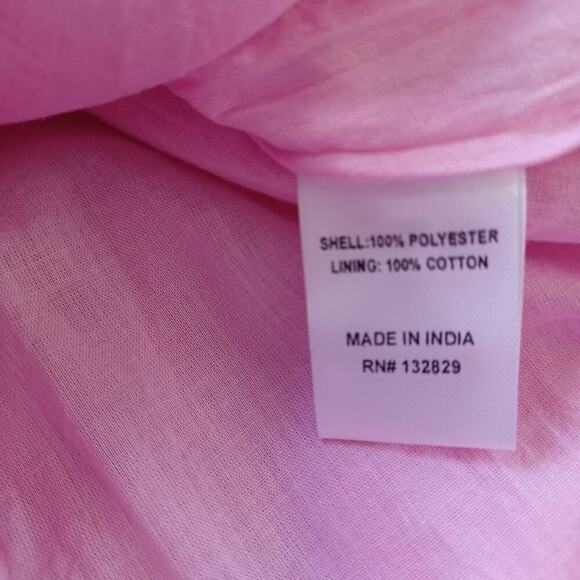 SHELL:100% POLYESTER
LINING: 100% COTTON
MADE IN INDIA
RN# 132829